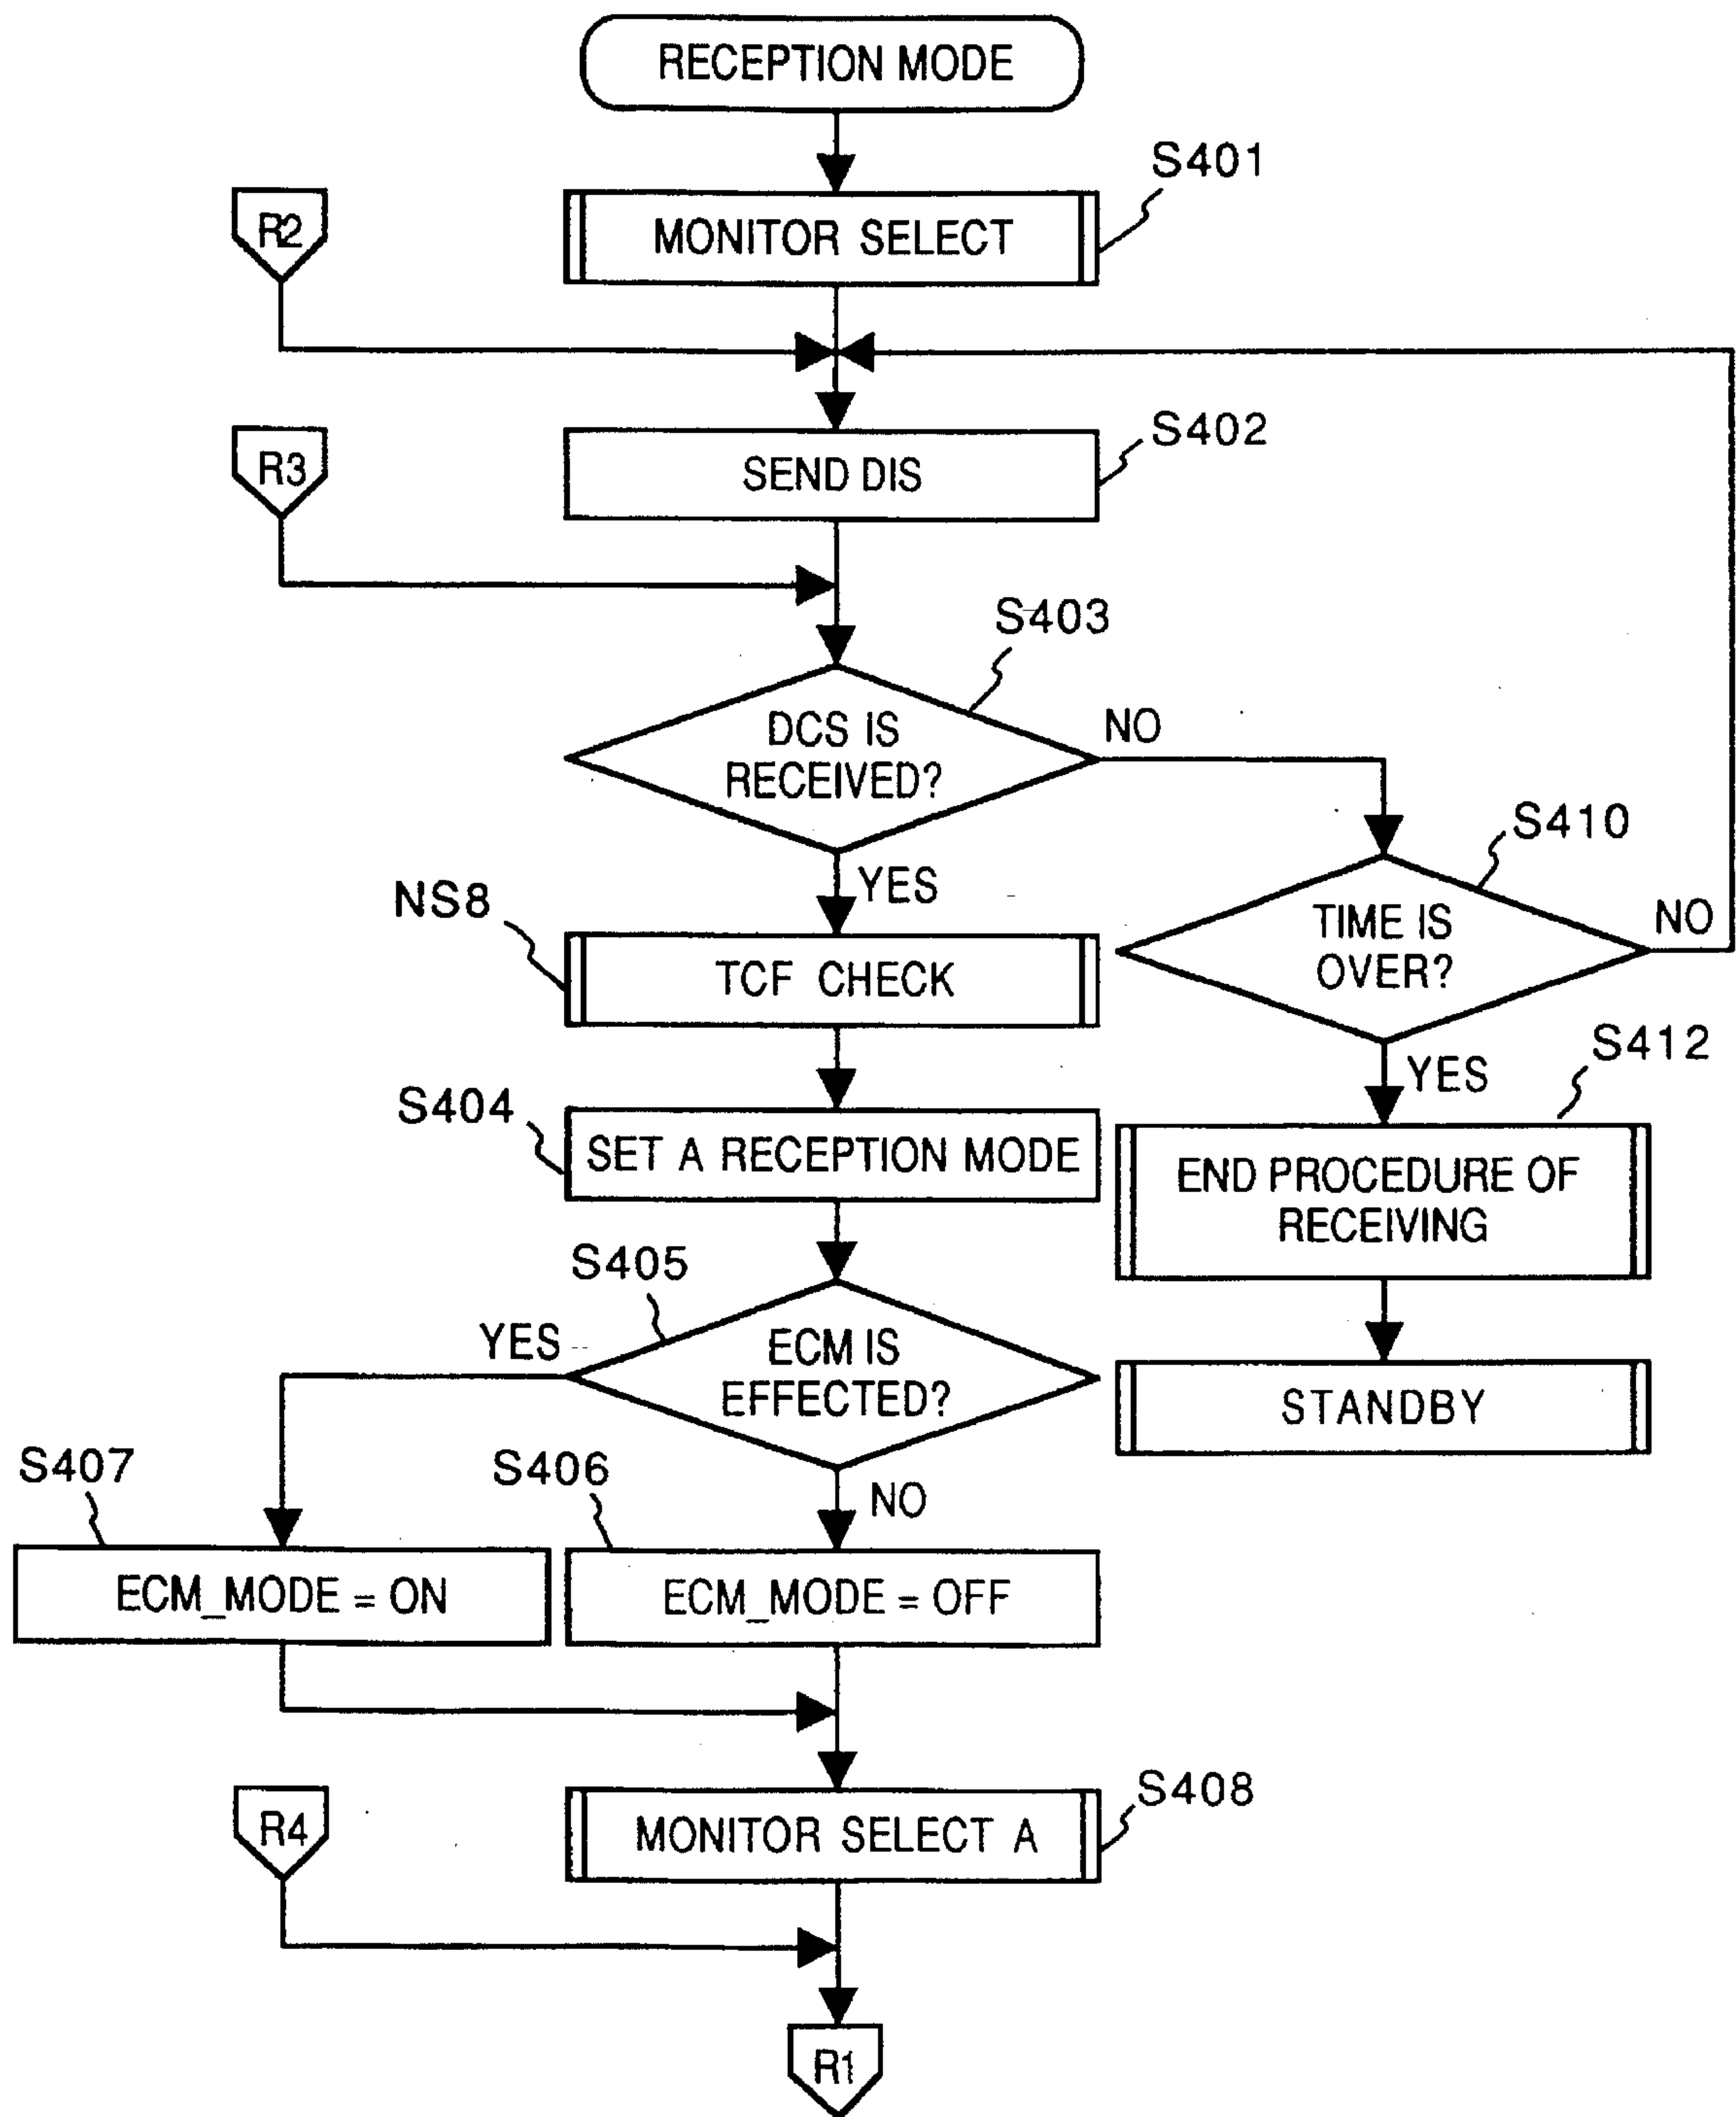 RECEPTION MODE
S401
MONITOR SELECT
R2
S402
SEND DIS
R3
S403
DCS IS
RECEIVED?
NO
YES
S410
TIME IS
OVER?
NO
YES
NS8
TCF CHECK
S404
SET A RECEPTION MODE
S412
END PROCEDURE OF
RECEIVING
STANDBY
S405
ECM IS
EFFECTED?
YES
NO
S407
ECM_MODE = ON
S406
ECM_MODE = OFF
S408
MONITOR SELECT A
R4
R1